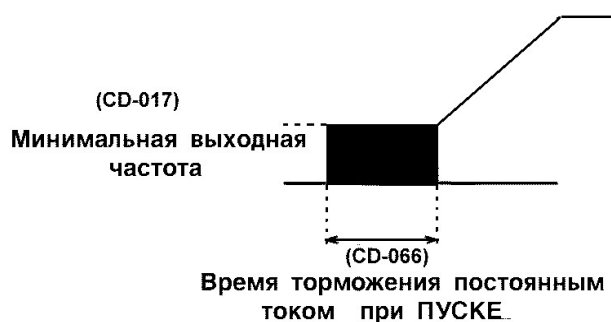 (CD-017)
Минимальная выходная
частота
(CD-066)
Время торможения постоянным
током при ПУСКЕ